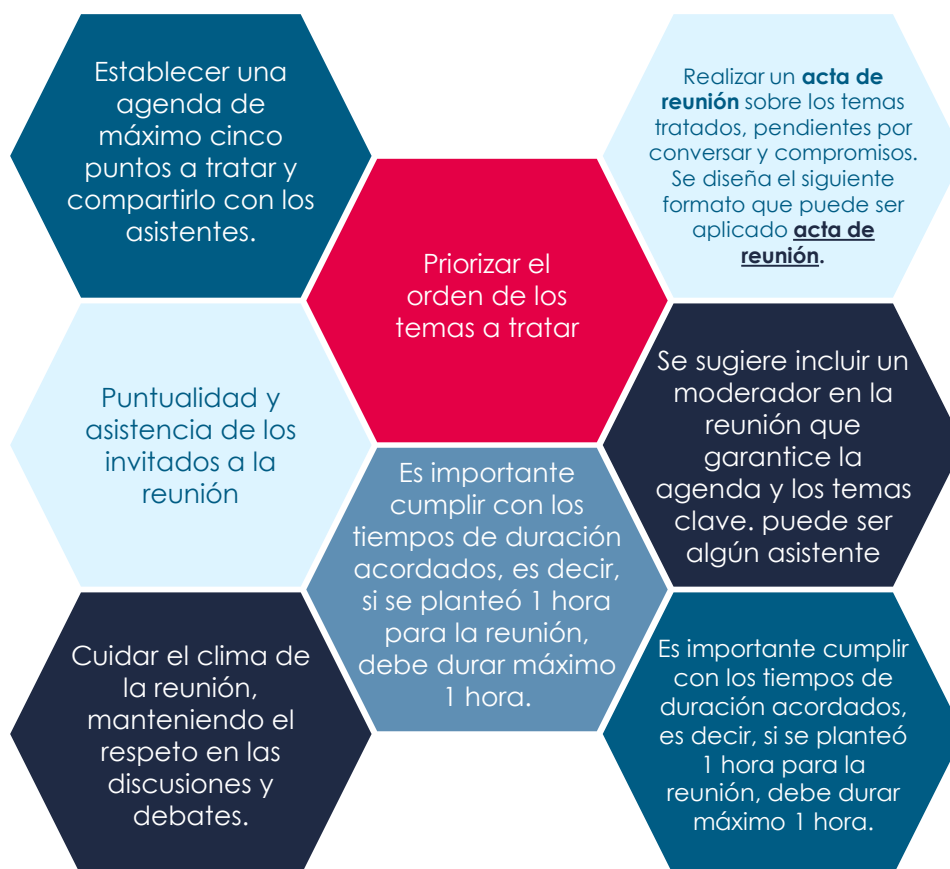 Establecer una
agenda de
máximo cinco
puntos a tratar y
compartirlo con los
asistentes.
Realizar un acta de
reunión sobre los temas
tratados, pendientes por
conversar y compromisos.
Se diseña el siguiente
formato que puede ser
aplicado acta de
reunión.
Priorizar el
orden de los
temas a tratar
Puntualidad y
asistencia de los
invitados a la
reunión
Se sugiere incluir un
moderador en la
reunión que
garantice la
agenda y los temas
clave. puede ser
algún asistente
Es importante
cumplir con los
tiempos de duración
acordados, es decir,
si se planteó 1 hora
para la reunión,
debe durar máximo
1 hora.
Cuidar el clima de
la reunión,
manteniendo el
respeto en las
discusiones y
debates.
Es importante cumplir
con los tiempos de
duración acordados,
es decir, si se planteó
1 hora para la
reunión, debe durar
máximo 1 hora.